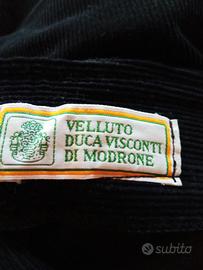 VELLUTO
DUCA VISCONTI
DI MODRONE
subito